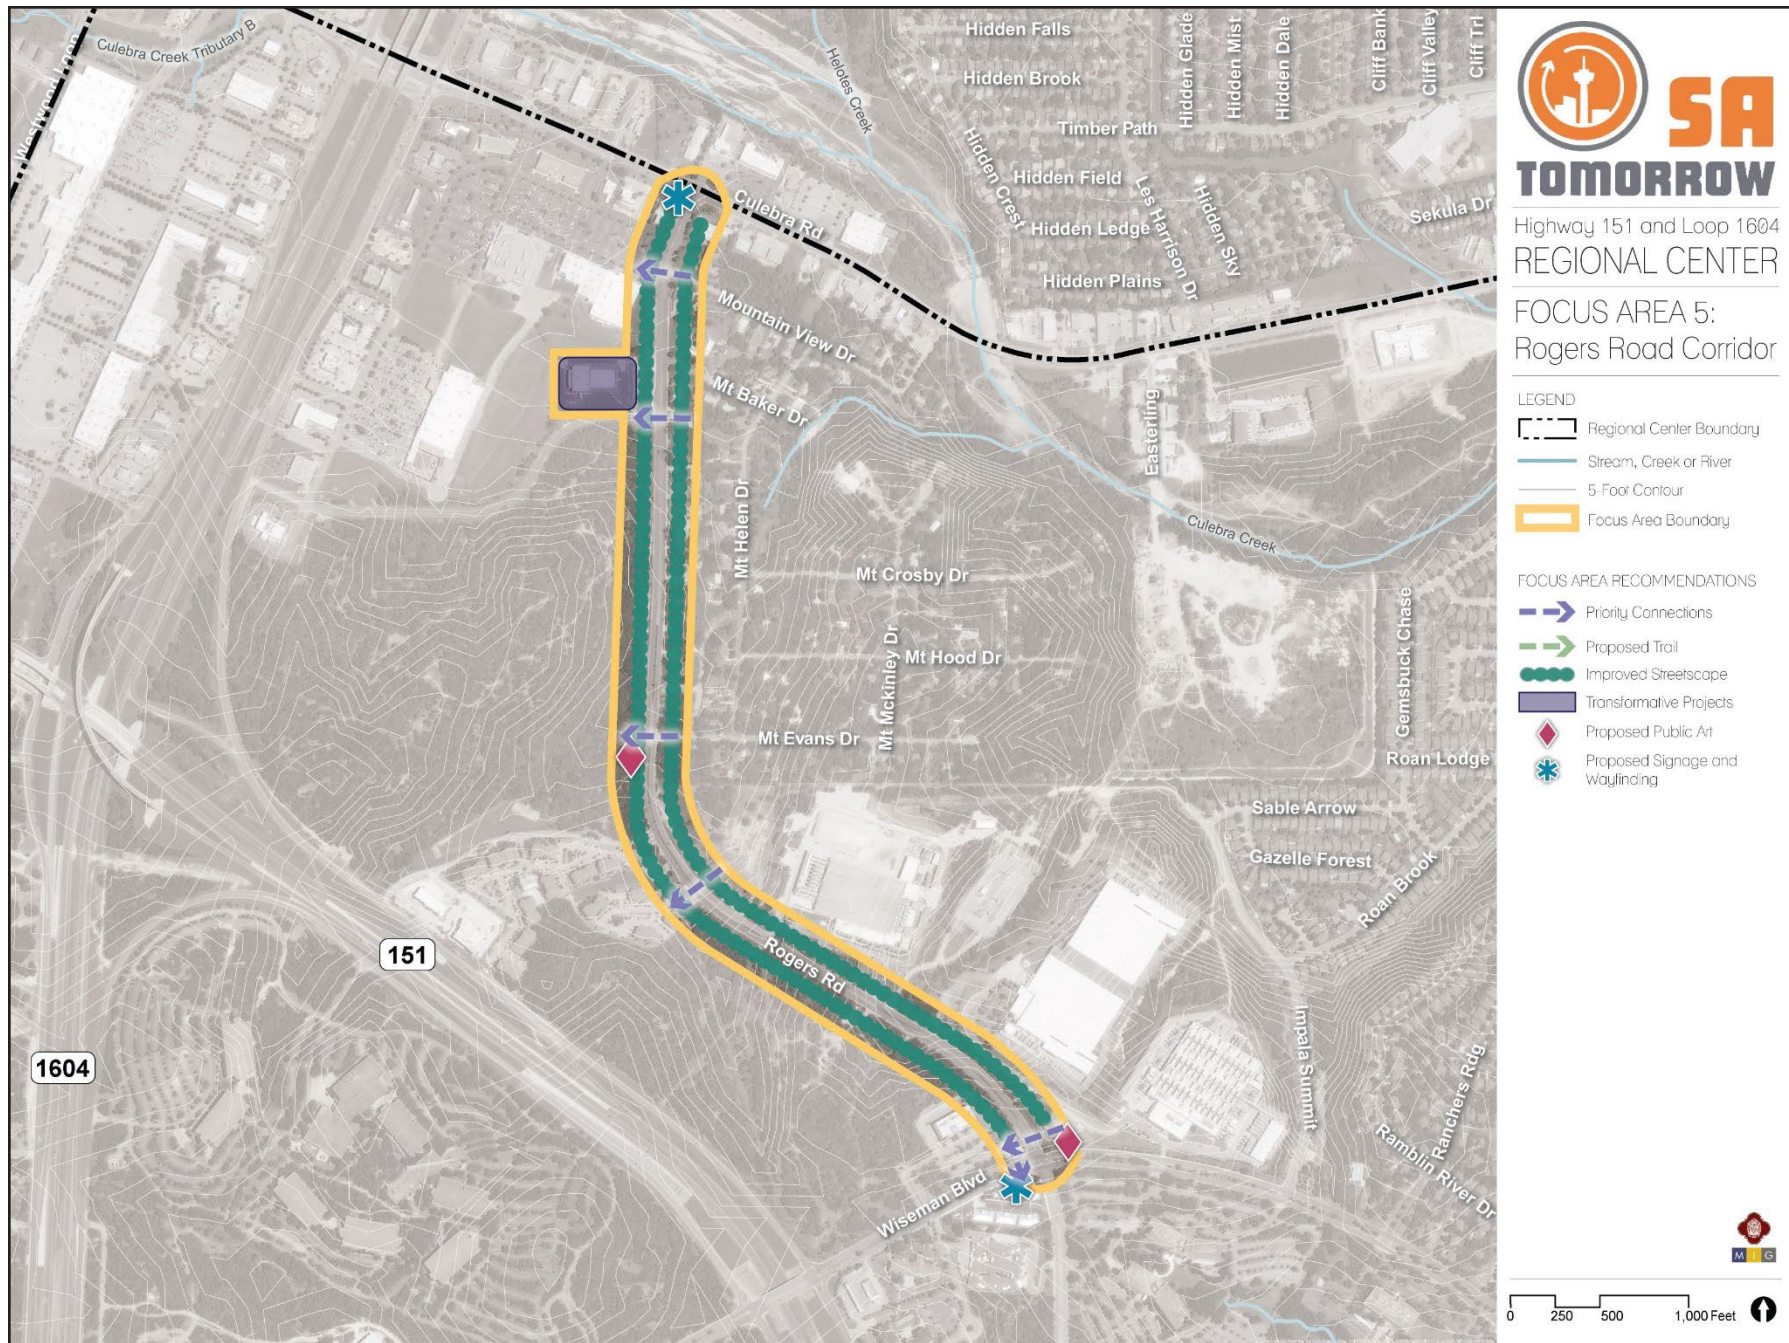 Culebra Creek Tributary B
Westwood Loop
Helotes Creek
Hidden Falls
Hidden Brook
Hidden Glade
Hidden Mist
Hidden Dale
Cliff Bank
Cliff Valley
Cliff Trl
Timber Path
Hidden Crest
Hidden Field
Les Harrison Dr
Hidden Sky
Sekula Dr
Hidden Ledge
Hidden Plains
Culebra Rd
Mountain View Dr
Mt Baker Dr
Easterling
Mt Helen Dr
Culebra Creek
Mt Crosby Dr
Gemsbuck Chase
Mt Mckinley Dr
Mt Hood Dr
Mt Evans Dr
Roan Lodge
Sable Arrow
Gazelle Forest
Roan Brook
Rogers Rd
151
1604
Impala Summit
Ranchers Rdg
Ramblin River Dr
Wiseman Blvd
SA
TOMORROW
Highway 151 and Loop 1604
REGIONAL CENTER
FOCUS AREA 5:
Rogers Road Corridor
LEGEND
Regional Center Boundary
Stream, Creek or River
5-Foot Contour
Focus Area Boundary
FOCUS AREA RECOMMENDATIONS
Priority Connections
Proposed Trail
Improved Streetscape
Transformative Projects
Proposed Public Art
Proposed Signage and
Wayfinding
M I G
0 250 500 1,000 Feet